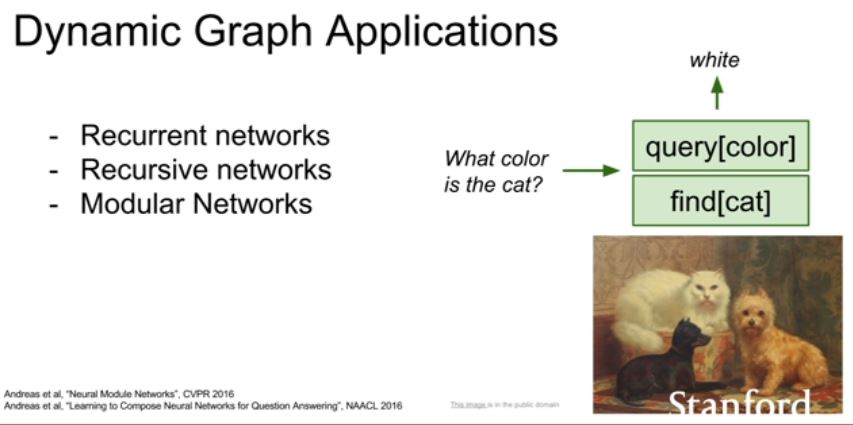 Dynamic Graph Applications
- Recurrent networks
- Recursive networks
- Modular Networks
white
query[color]
What color
is the cat?
find[cat]
Andreas et al, “Neural Module Networks”, CVPR 2016
Andreas et al, “Learning to Compose Neural Networks for Question Answering”, NAACL 2016
This image is in the public domain
Stanford